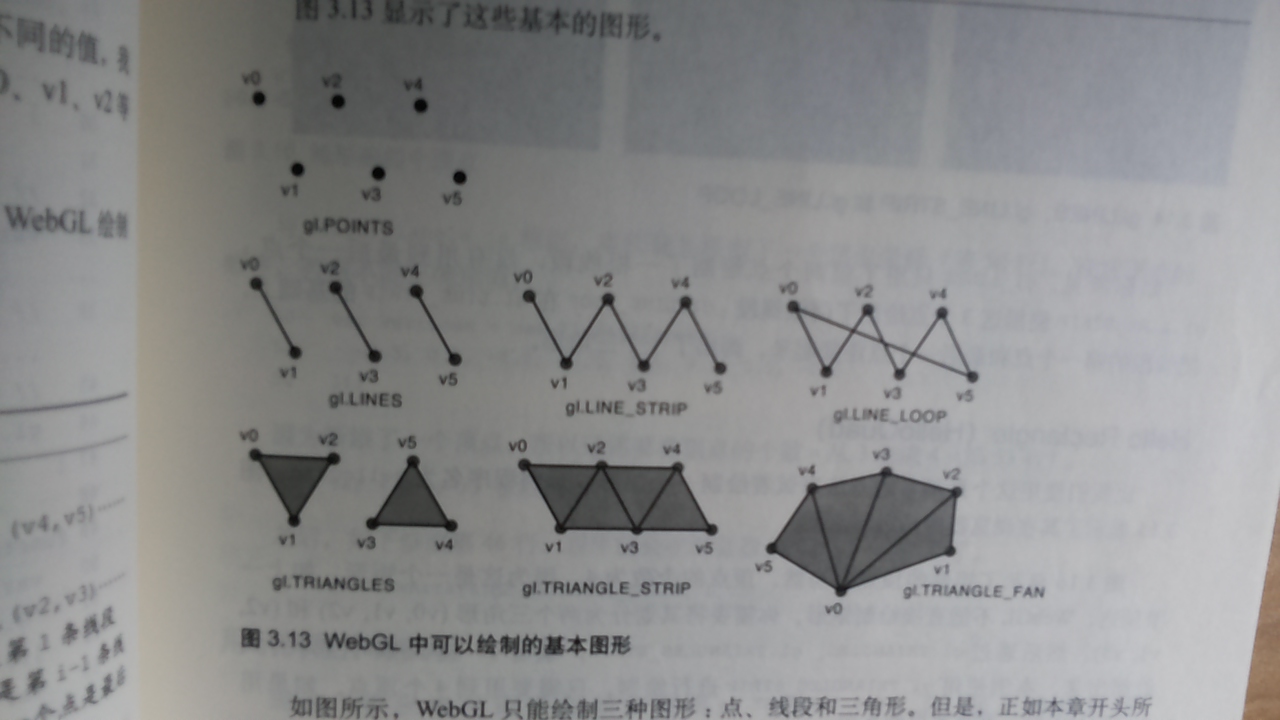 图 3.13 显示了这些基本的图形。
不同的值，我
v1、v2等
WebGL 绘制
(v4,v5)
(v2,v3)
第 1 条线段
是第 i-1 条线
个点是最后
v0 v2 v4
v1 v3 v5
gl.POINTS
v0 v2 v4
v1 v3 v5
gl.LINES
v0 v2 v4
v1 v3 v5
gl.LINE_STRIP
v0 v2 v4
v1 v3 v5
gl.LINE_LOOP
v0 v2 v5
v1 v3 v4
gl.TRIANGLES
v0 v2 v4
v1 v3 v5
gl.TRIANGLE_STRIP
v3
v4 v2
v5 v1
v0
gl.TRIANGLE_FAN
图 3.13 WebGL 中可以绘制的基本图形
如图所示，WebGL 只能绘制三种图形：点、线段和三角形。但是，正如本章开头所